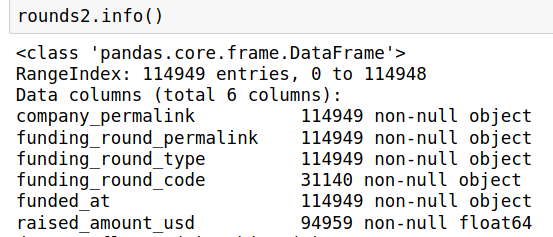 rounds2.info()
<class 'pandas.core.frame.DataFrame'>
RangeIndex: 114949 entries, 0 to 114948
Data columns (total 6 columns):
company_permalink          114949 non-null object
funding_round_permalink    114949 non-null object
funding_round_type         114949 non-null object
funding_round_code         31140 non-null object
funded_at                  114949 non-null object
raised_amount_usd          94959 non-null float64